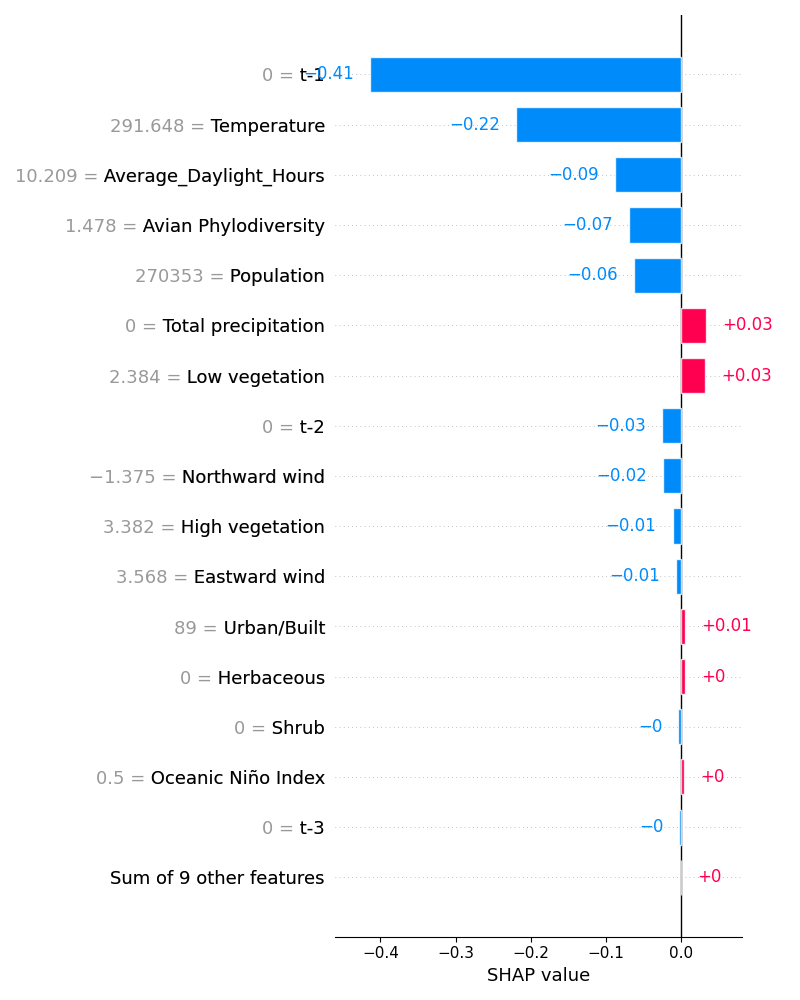 0 = t-1 −0.41
291.648 = Temperature −0.22
10.209 = Average_Daylight_Hours −0.09
1.478 = Avian Phylodiversity −0.07
270353 = Population −0.06
0 = Total precipitation +0.03
2.384 = Low vegetation +0.03
0 = t-2 −0.03
−1.375 = Northward wind −0.02
3.382 = High vegetation −0.01
3.568 = Eastward wind −0.01
89 = Urban/Built +0.01
0 = Herbaceous +0
0 = Shrub −0
0.5 = Oceanic Niño Index +0
0 = t-3 −0
Sum of 9 other features +0
−0.4 −0.3 −0.2 −0.1 0.0
SHAP value